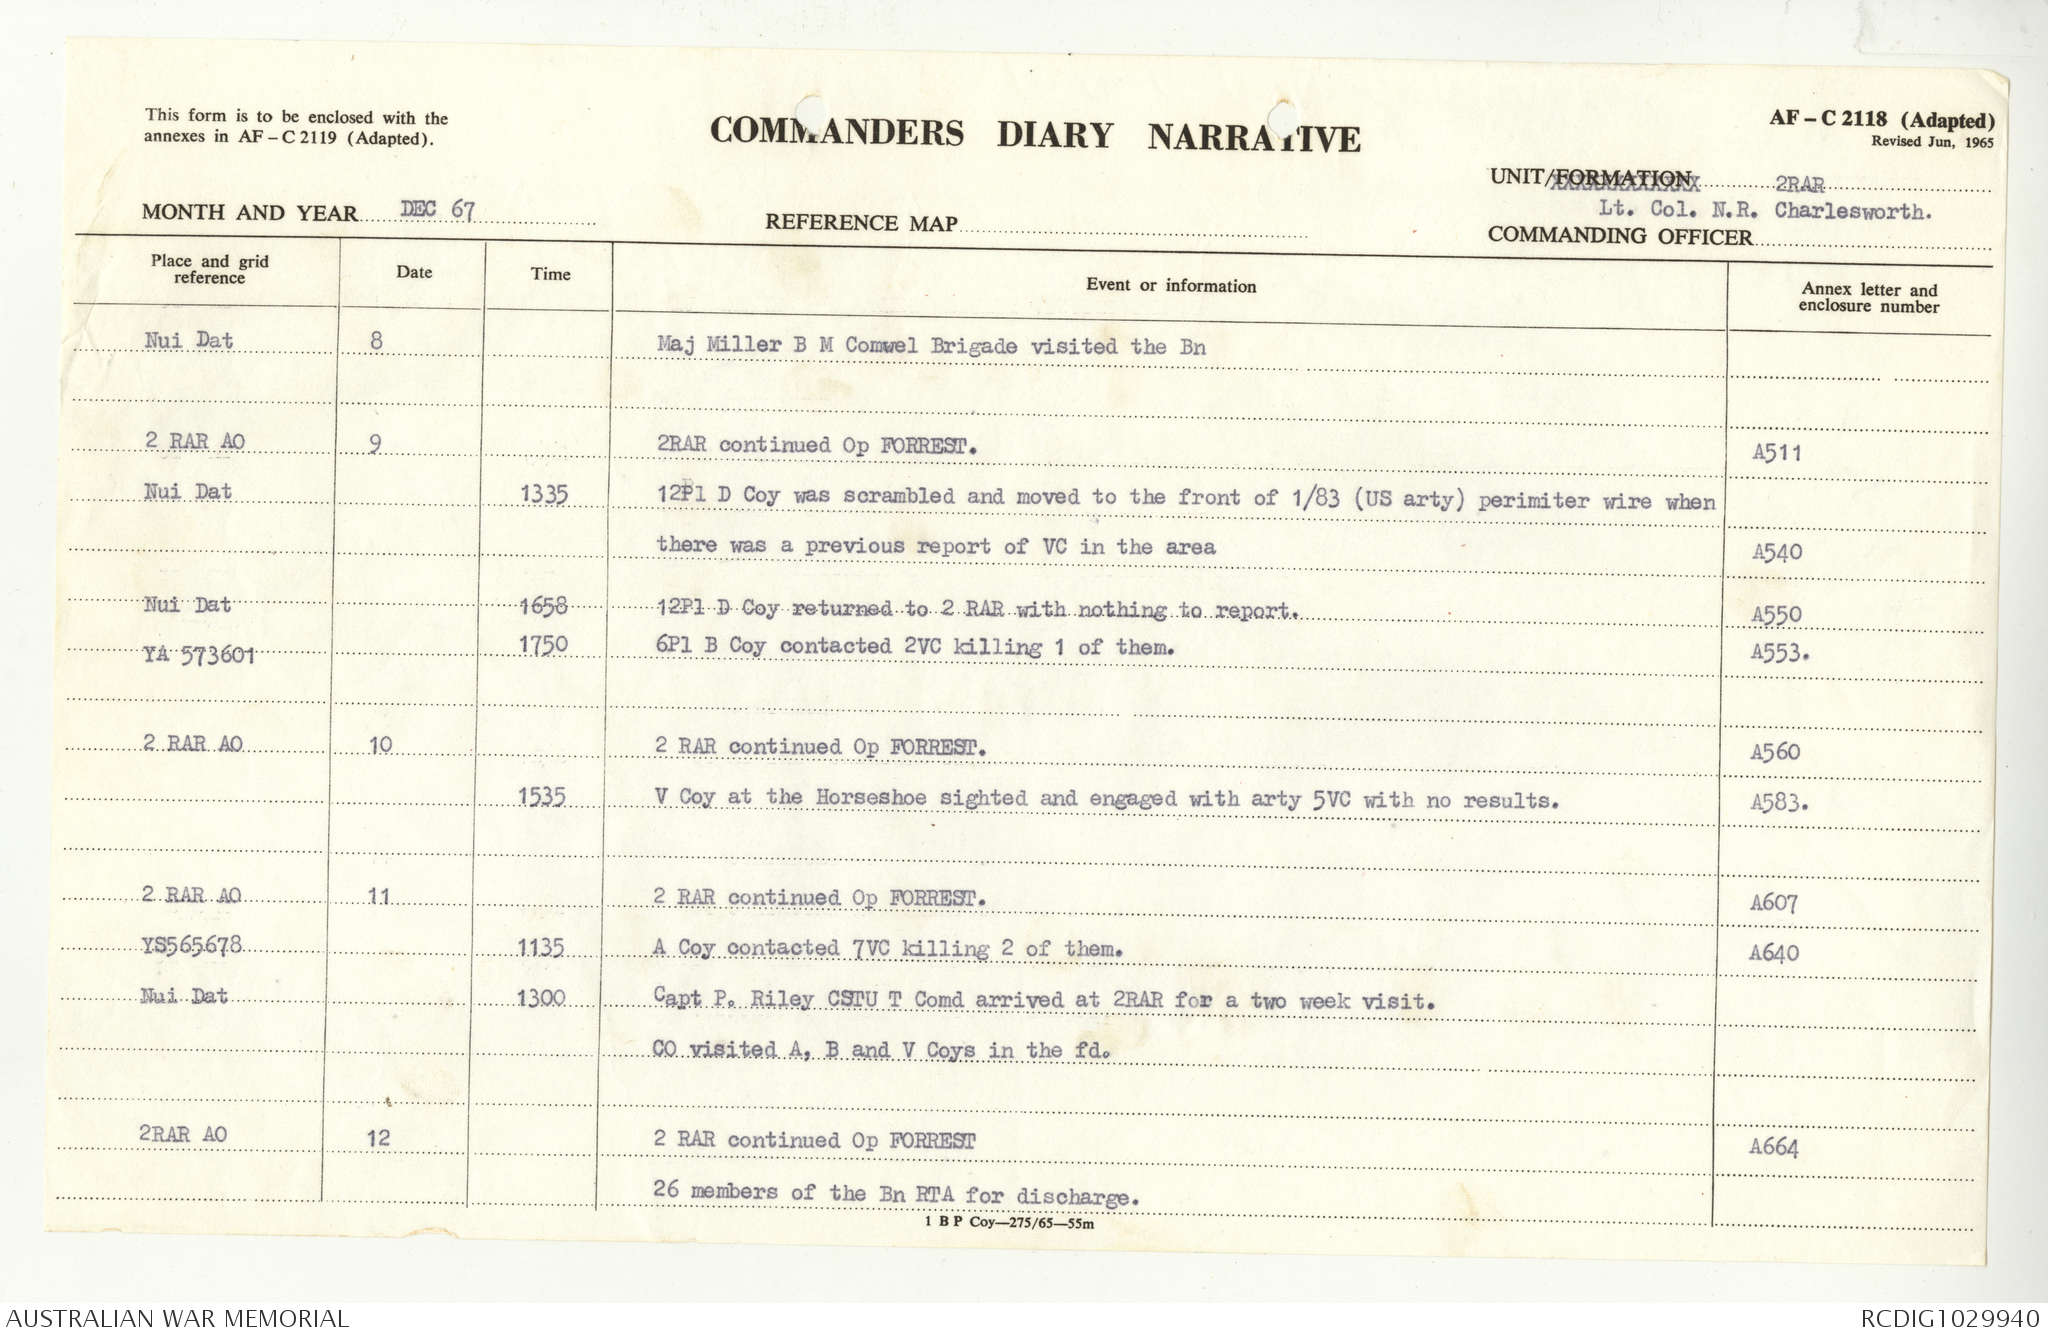 This form is to be enclosed with the
annexes in AF – C 2119 (Adapted).
COMMANDERS DIARY NARRATIVE
AF – C 2118 (Adapted)
Revised Jun, 1965
UNIT/FORMATION 2RAR
Lt. Col. N.R. Charlesworth.
MONTH AND YEAR DEC 67
REFERENCE MAP
COMMANDING OFFICER
Place and grid reference Date Time Event or information Annex letter and enclosure number
Nui Dat 8 Maj Miller B M Comwel Brigade visited the Bn
2 RAR AO 9 2RAR continued Op FORREST. A511
Nui Dat 1335 12Pl D Coy was scrambled and moved to the front of 1/83 (US arty) perimiter wire when
there was a previous report of VC in the area A540
Nui Dat 1658 12Pl D Coy returned to 2 RAR with nothing to report. A550
YA 573601 1750 6Pl B Coy contacted 2VC killing 1 of them. A553.
2 RAR AO 10 2 RAR continued Op FORREST. A560
1535 V Coy at the Horseshoe sighted and engaged with arty 5VC with no results. A583.
2 RAR AO 11 2 RAR continued Op FORREST. A607
YS565678 1135 A Coy contacted 7VC killing 2 of them. A640
Nui Dat 1300 Capt P. Riley CSTU T Comd arrived at 2RAR for a two week visit.
CO visited A, B and V Coys in the fd.
2RAR AO 12 2 RAR continued Op FORREST A664
26 members of the Bn RTA for discharge.
1 B P Coy—275/65—55m
AUSTRALIAN WAR MEMORIAL RCDIG1029940